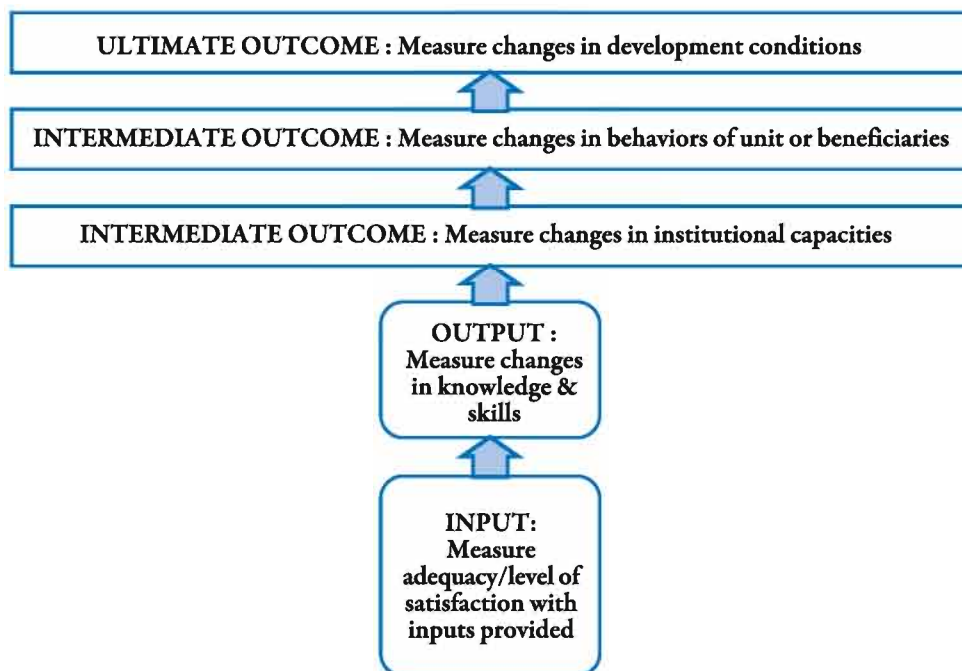 ULTIMATE OUTCOME : Measure changes in development conditions
INTERMEDIATE OUTCOME : Measure changes in behaviors of unit or beneficiaries
INTERMEDIATE OUTCOME : Measure changes in institutional capacities
OUTPUT :
Measure changes
in knowledge &
skills
INPUT:
Measure
adequacy/level of
satisfaction with
inputs provided